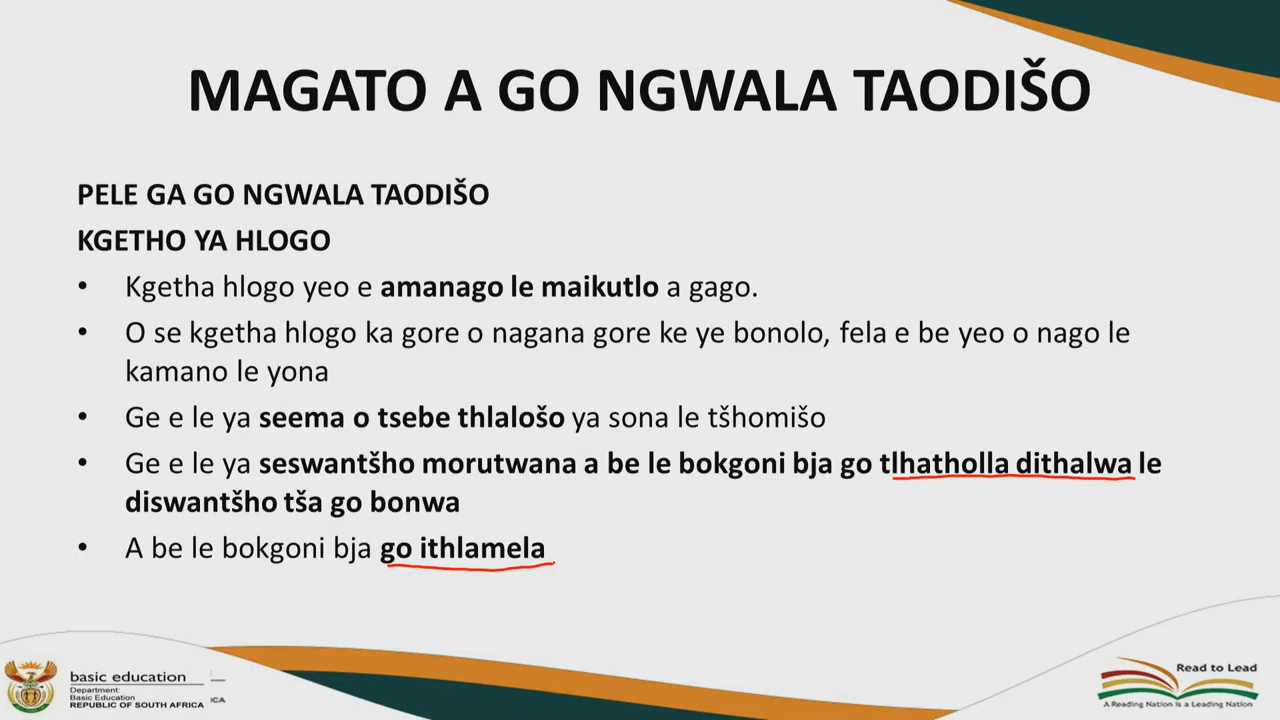 MAGATO A GO NGWALA TAODIŠO
PELE GA GO NGWALA TAODIŠO
KGETHO YA HLOGO
• Kgetha hlogo yeo e amanago le maikutlo a gago.
• O se kgetha hlogo ka gore o nagana gore ke ye bonolo, fela e be yeo o nago le
kamano le yona
• Ge e le ya seema o tsebe thlalošo ya sona le tšhomišo
• Ge e le ya seswantšho morutwana a be le bokgoni bja go tlhatholla dithalwa le
diswantšho tša go bonwa
• A be le bokgoni bja go ithlamela
basic education
Department:
Basic Education
REPUBLIC OF SOUTH AFRICA
ICA
Read to Lead
A Reading Nation is a Leading Nation